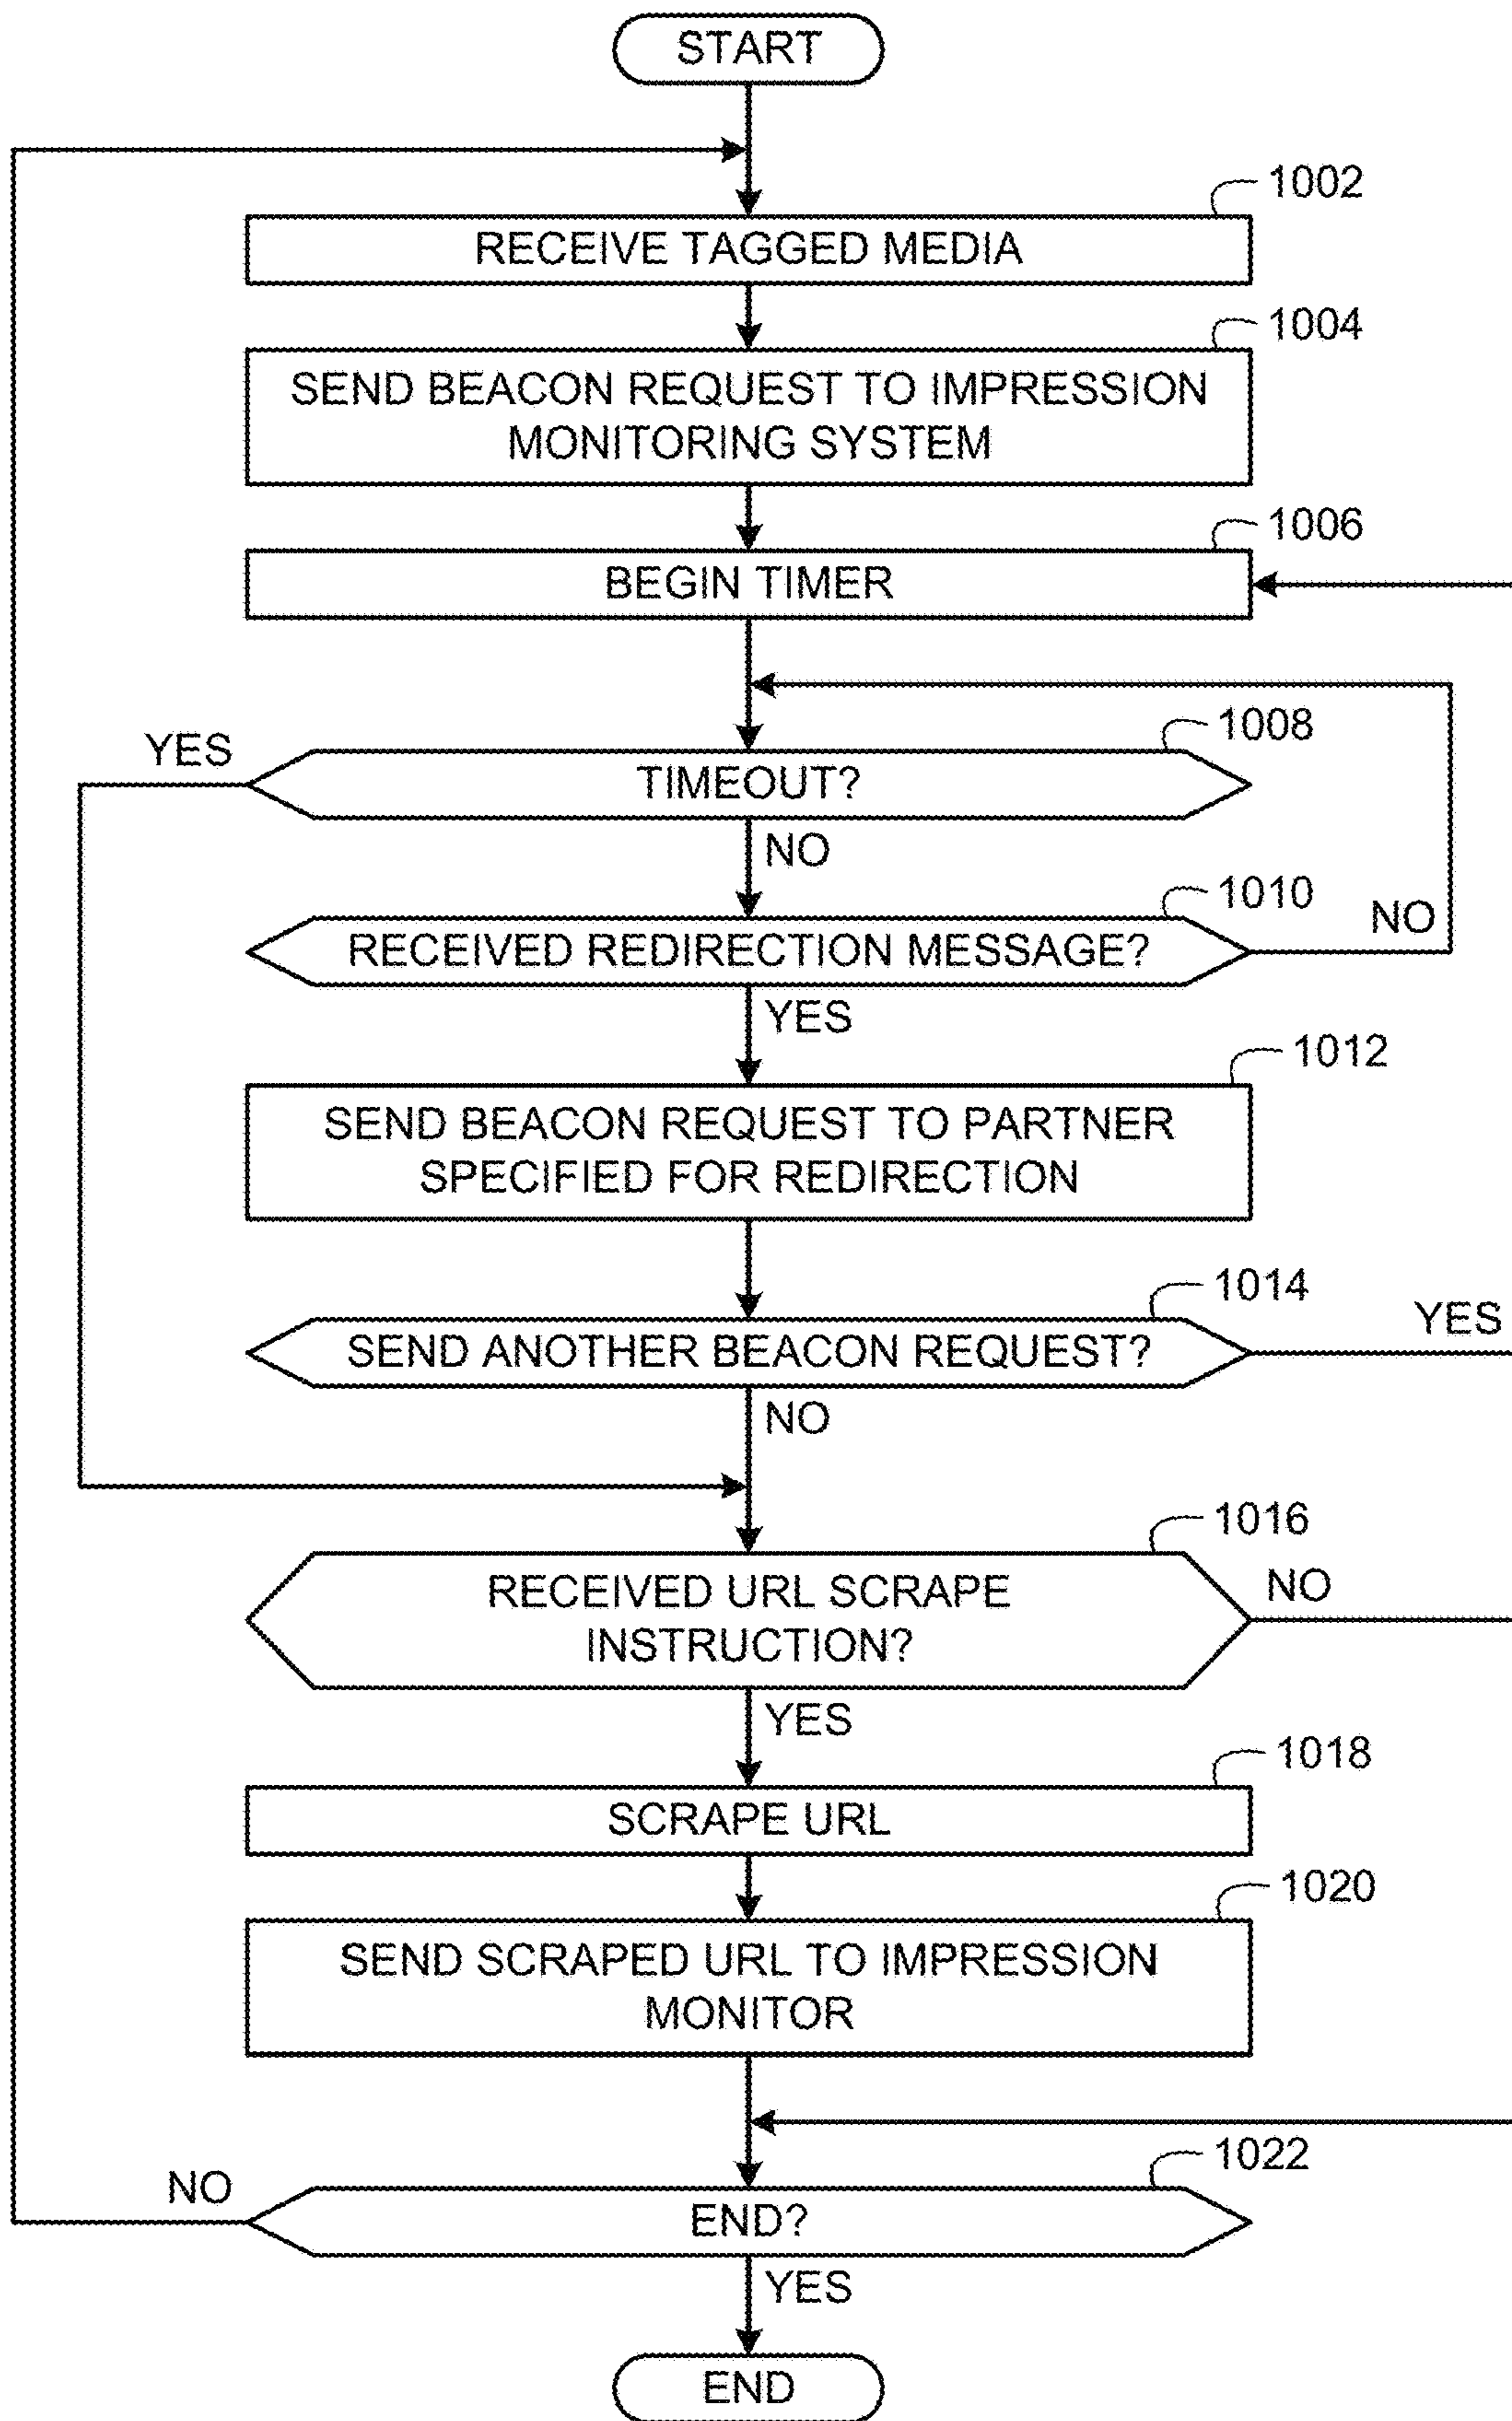 START
1002
RECEIVE TAGGED MEDIA
1004
SEND BEACON REQUEST TO IMPRESSION
MONITORING SYSTEM
1006
BEGIN TIMER
1008
YES
TIMEOUT?
NO
1010
NO
RECEIVED REDIRECTION MESSAGE?
YES
1012
SEND BEACON REQUEST TO PARTNER
SPECIFIED FOR REDIRECTION
1014
YES
SEND ANOTHER BEACON REQUEST?
NO
1016
NO
RECEIVED URL SCRAPE
INSTRUCTION?
YES
1018
SCRAPE URL
1020
SEND SCRAPED URL TO IMPRESSION
MONITOR
1022
NO
END?
YES
END